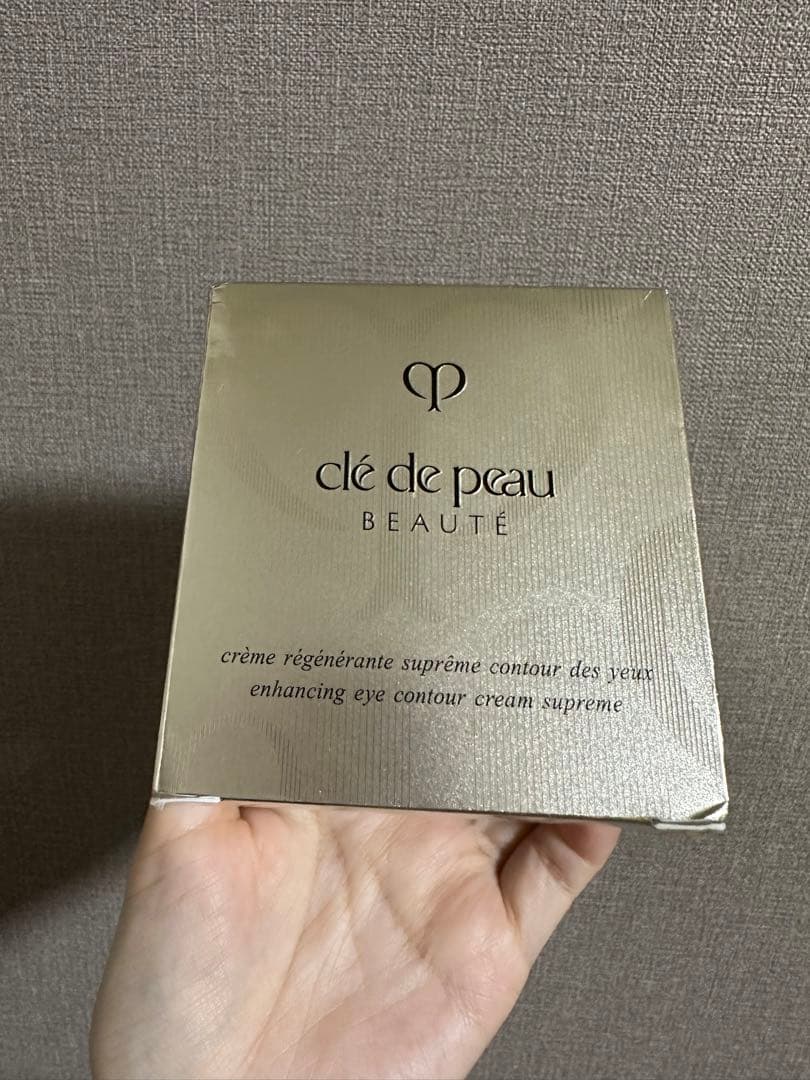 clé de peau
BEAUTÉ
crème régénérante suprême contour des yeux
enhancing eye contour cream supreme